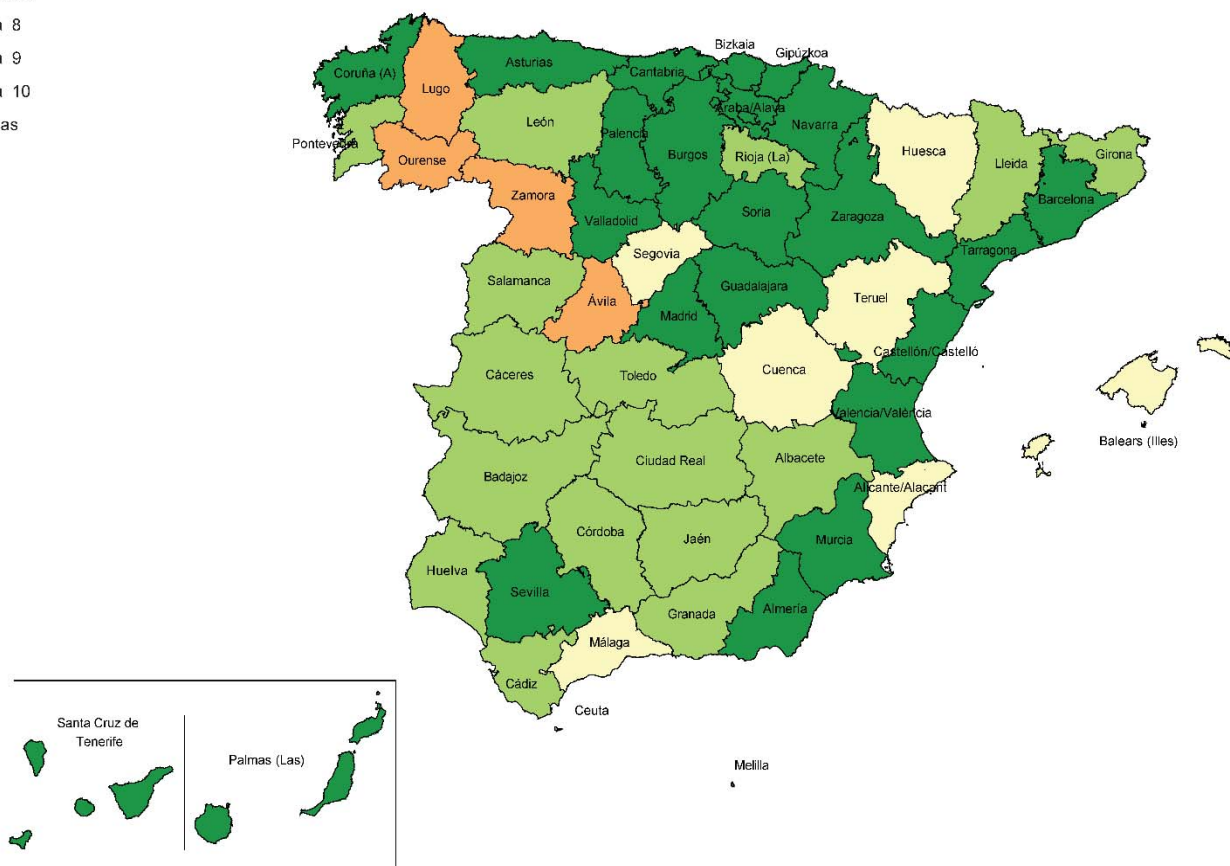 a 8
a 9
a 10
as
Bizkaia
Gipúzkoa
Coruña (A)
Lugo
Asturias
Cantabria
Araba/Alava
Navarra
Pontevedra
Ourense
León
Palencia
Burgos
Rioja (La)
Huesca
Lleida
Girona
Barcelona
Zamora
Valladolid
Soria
Zaragoza
Tarragona
Salamanca
Segovia
Ávila
Madrid
Guadalajara
Teruel
Castellón/Castelló
Cáceres
Toledo
Cuenca
Valencia/València
Balears (Illes)
Badajoz
Ciudad Real
Albacete
Alicante/Alacant
Huelva
Córdoba
Jaén
Murcia
Sevilla
Granada
Almería
Málaga
Cádiz
Ceuta
Melilla
Santa Cruz de
Tenerife
Palmas (Las)